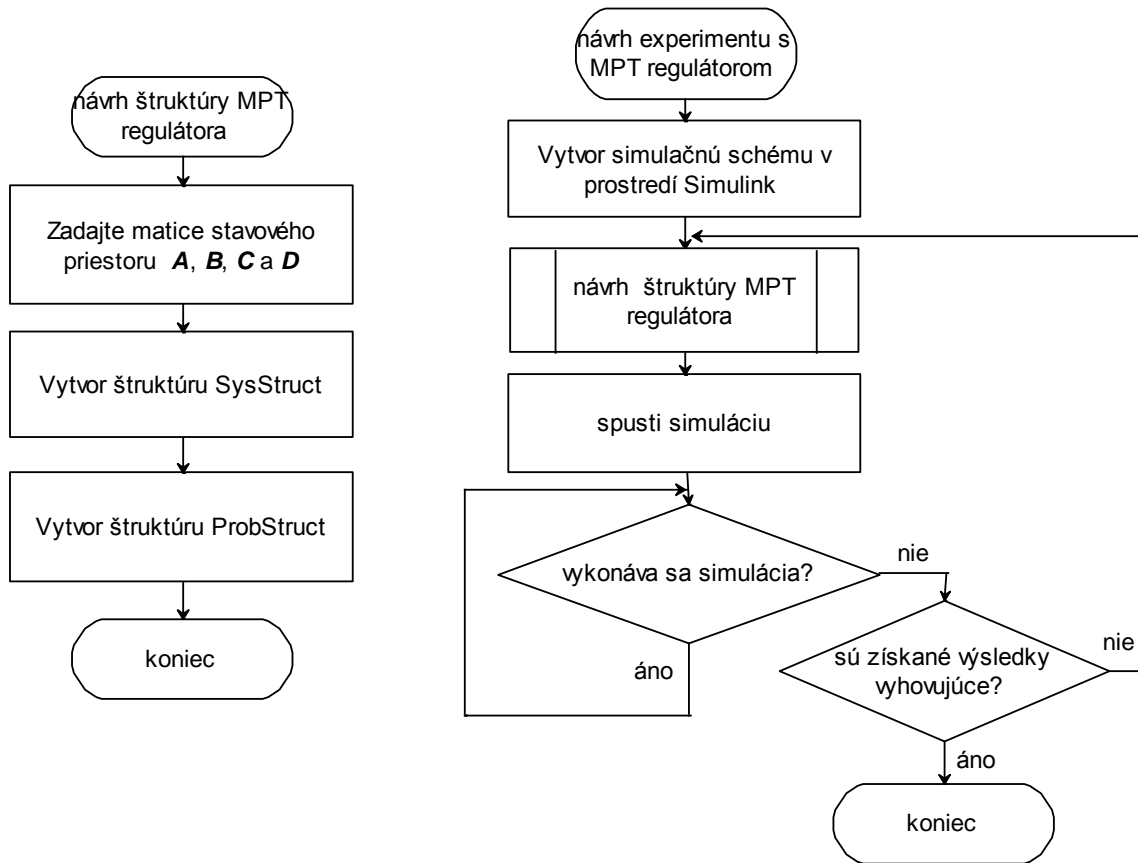 návrh štruktúry MPT
regulátora
Zadajte matice stavového
priestoru A, B, C a D
Vytvor štruktúru SysStruct
Vytvor štruktúru ProbStruct
koniec
návrh experimentu s
MPT regulátorom
Vytvor simulačnú schému v
prostredí Simulink
návrh štruktúry MPT
regulátora
spusti simuláciu
vykonáva sa simulácia?
nie
áno
sú získané výsledky
vyhovujúce?
nie
áno
koniec